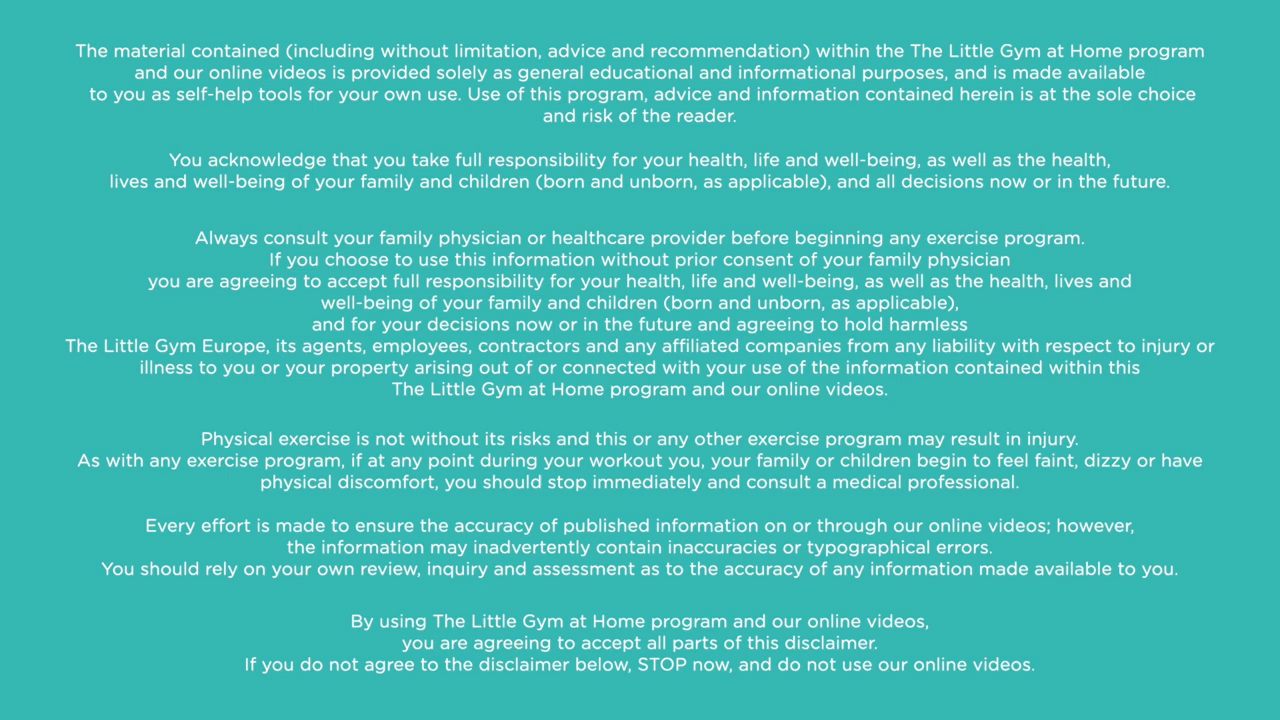 The material contained (including without limitation, advice and recommendation) within the The Little Gym at Home program
and our online videos is provided solely as general educational and informational purposes, and is made available
to you as self-help tools for your own use. Use of this program, advice and information contained herein is at the sole choice
and risk of the reader.
You acknowledge that you take full responsibility for your health, life and well-being, as well as the health,
lives and well-being of your family and children (born and unborn, as applicable), and all decisions now or in the future.
Always consult your family physician or healthcare provider before beginning any exercise program.
If you choose to use this information without prior consent of your family physician
you are agreeing to accept full responsibility for your health, life and well-being, as well as the health, lives and
well-being of your family and children (born and unborn, as applicable),
and for your decisions now or in the future and agreeing to hold harmless
The Little Gym Europe, its agents, employees, contractors and any affiliated companies from any liability with respect to injury or
illness to you or your property arising out of or connected with your use of the information contained within this
The Little Gym at Home program and our online videos.
Physical exercise is not without its risks and this or any other exercise program may result in injury.
As with any exercise program, if at any point during your workout you, your family or children begin to feel faint, dizzy or have
physical discomfort, you should stop immediately and consult a medical professional.
Every effort is made to ensure the accuracy of published information on or through our online videos; however,
the information may inadvertently contain inaccuracies or typographical errors.
You should rely on your own review, inquiry and assessment as to the accuracy of any information made available to you.
By using The Little Gym at Home program and our online videos,
you are agreeing to accept all parts of this disclaimer.
If you do not agree to the disclaimer below, STOP now, and do not use our online videos.